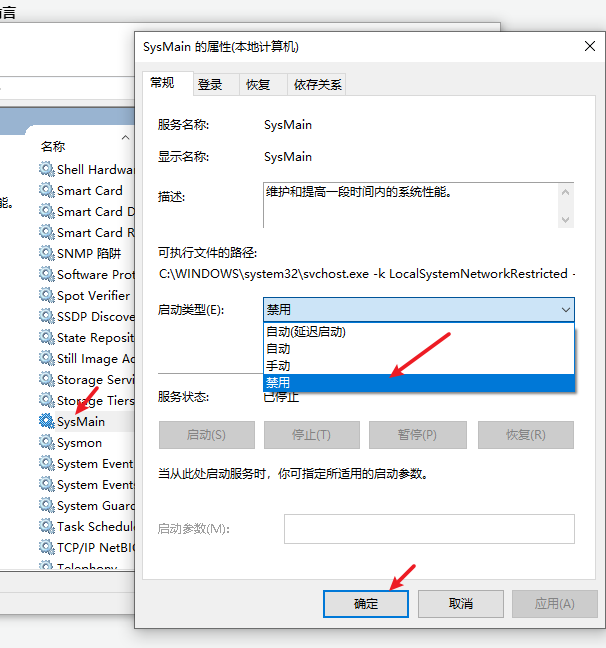 言
SysMain 的属性(本地计算机)
常规
登录
恢复
依存关系
服务名称:
SysMain
显示名称:
SysMain
描述:
维护和提高一段时间内的系统性能。
可执行文件的路径:
C:\WINDOWS\system32\svchost.exe -k LocalSystemNetworkRestricted -
启动类型(E):
禁用
自动(延迟启动)
自动
手动
禁用
服务状态:
已停止
启动(S)
停止(T)
暂停(P)
恢复(R)
当从此处启动服务时，你可指定所适用的启动参数。
启动参数(M):
确定
取消
应用(A)
能。
名称
Shell Hardwa
Smart Card
Smart Card D
Smart Card R
SNMP 陷阱
Software Prot
Spot Verifier
SSDP Discove
State Reposit
Still Image Ac
Storage Servi
Storage Tiers
SysMain
Sysmon
System Event
System Event
System Guard
Task Schedul
TCP/IP NetBIO
Telephony